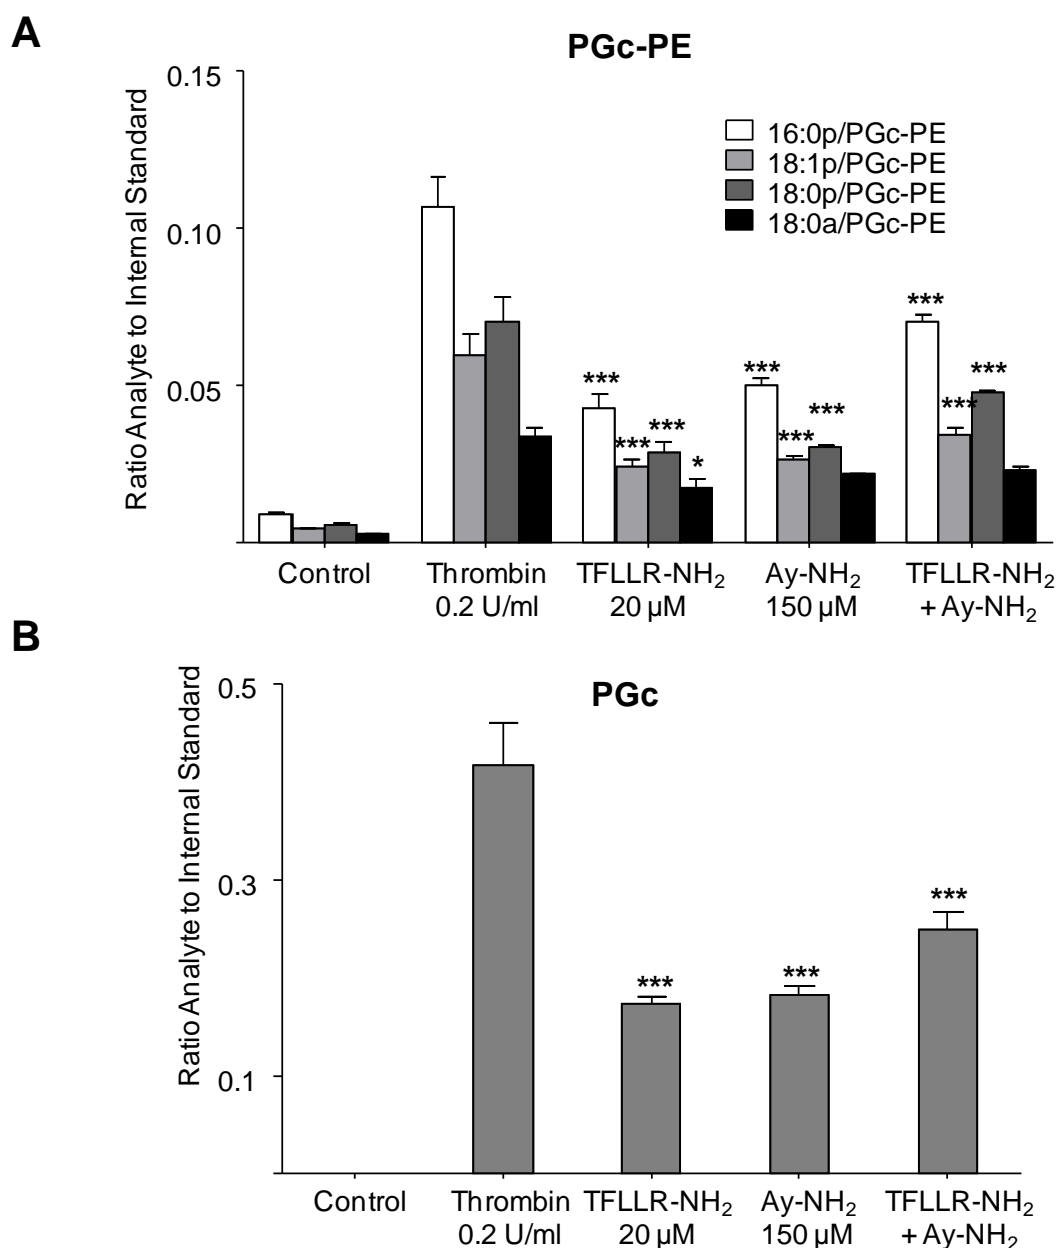 A
PGc-PE
Ratio Analyte to Internal Standard
0.15
0.10
0.05
16:0p/PGc-PE
18:1p/PGc-PE
18:0p/PGc-PE
18:0a/PGc-PE
***
***
***
*
***
***
***
***
***
***
Control
Thrombin
0.2 U/ml
TFLLR-NH₂
20 µM
Ay-NH₂
150 µM
TFLLR-NH₂
+ Ay-NH₂
B
PGc
Ratio Analyte to Internal Standard
0.5
0.3
0.1
***
***
***
Control
Thrombin
0.2 U/ml
TFLLR-NH₂
20 µM
Ay-NH₂
150 µM
TFLLR-NH₂
+ Ay-NH₂